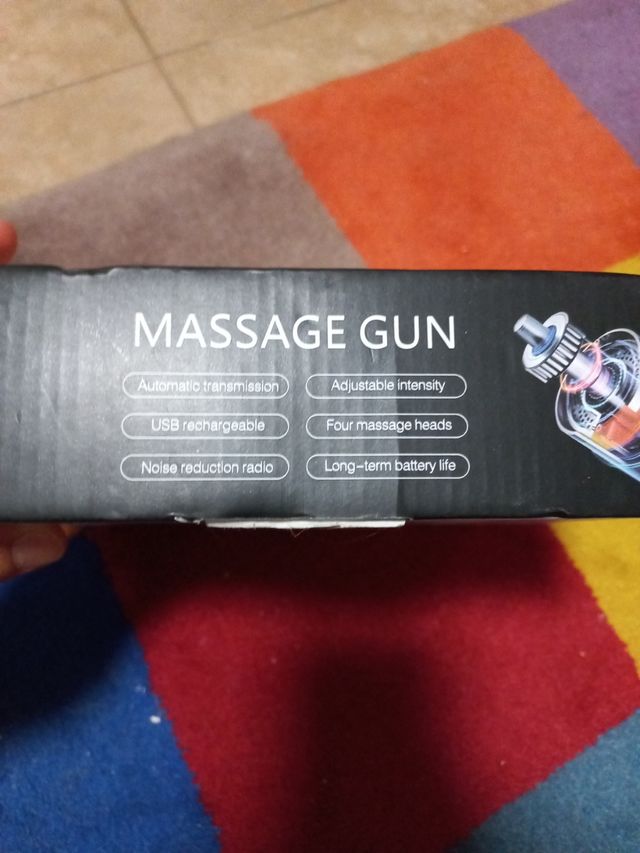 MASSAGE GUN
Automatic transmission
Adjustable intensity
USB rechargeable
Four massage heads
Noise reduction radio
Long-term battery life